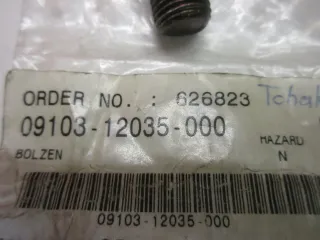 ORDER NO. : 626823
09103-12035-000
HAZARD
BOLZEN N
09103-12035-000